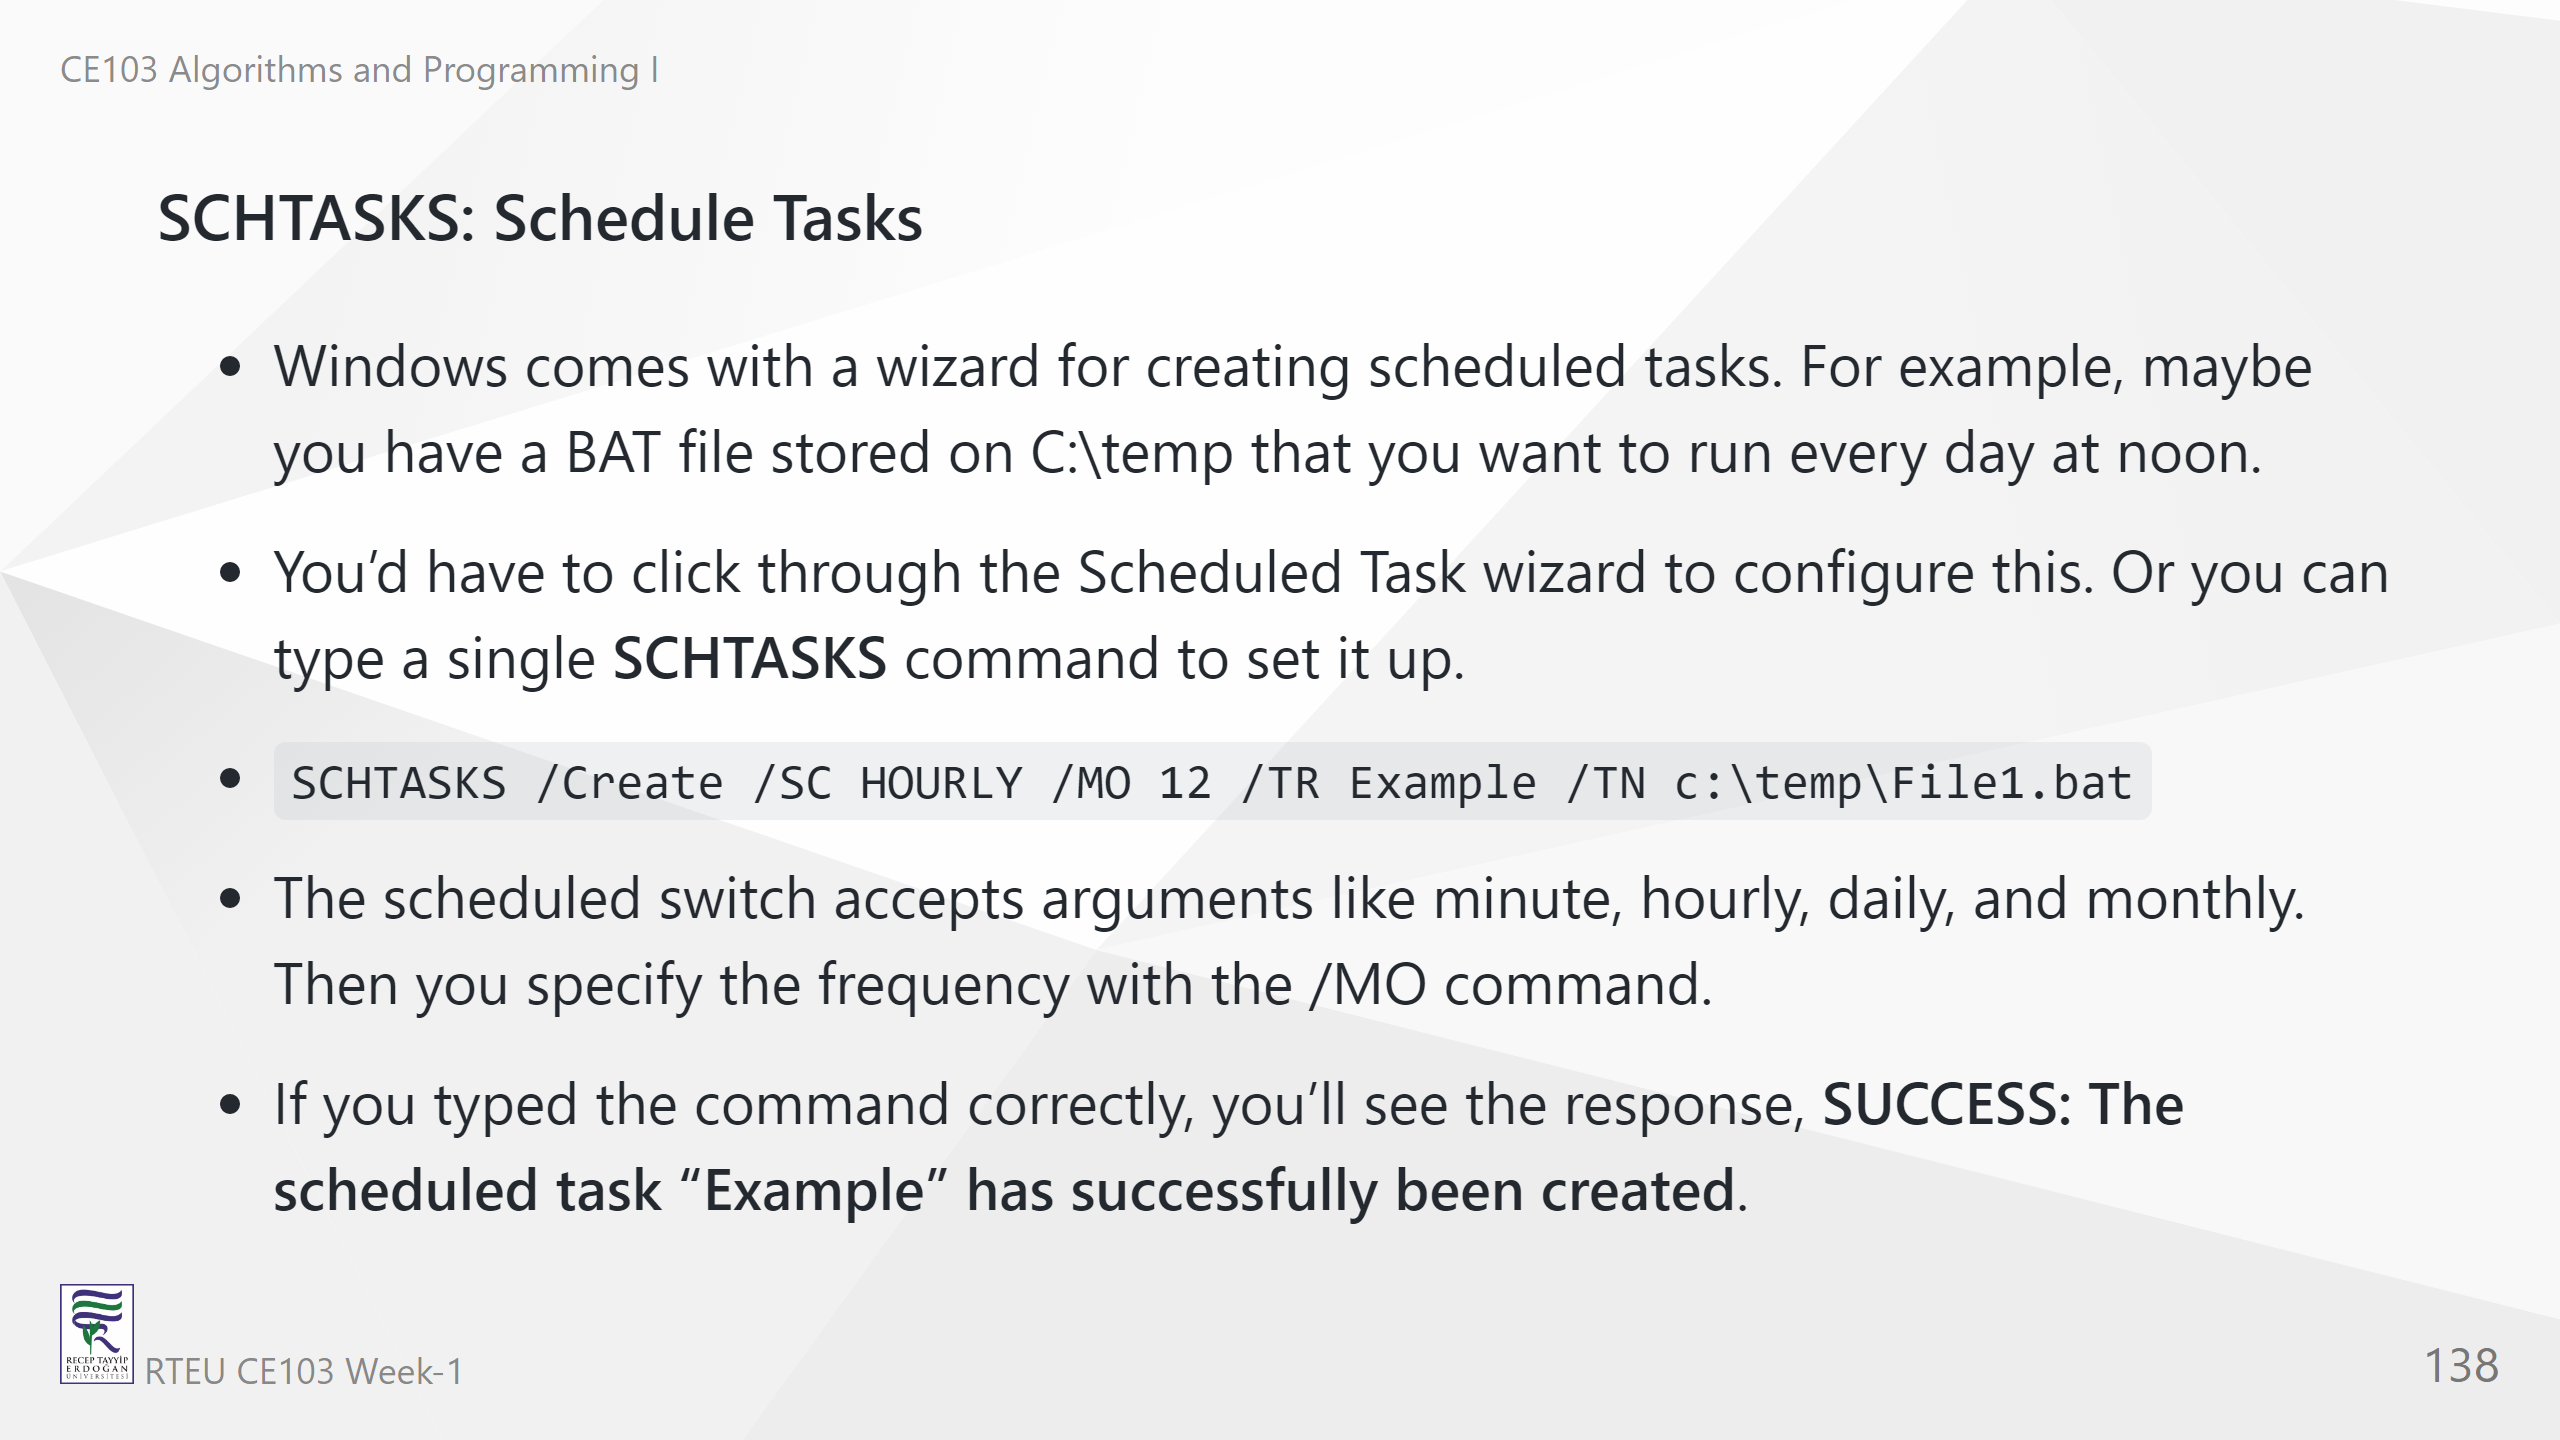 CE103 Algorithms and Programming I
SCHTASKS: Schedule Tasks
• Windows comes with a wizard for creating scheduled tasks. For example, maybe
you have a BAT file stored on C:\temp that you want to run every day at noon.
• You’d have to click through the Scheduled Task wizard to configure this. Or you can
type a single SCHTASKS command to set it up.
• SCHTASKS /Create /SC HOURLY /MO 12 /TR Example /TN c:\temp\File1.bat
• The scheduled switch accepts arguments like minute, hourly, daily, and monthly.
Then you specify the frequency with the /MO command.
• If you typed the command correctly, you’ll see the response, SUCCESS: The
scheduled task “Example” has successfully been created.
RECEP TAYYİP
ERDOĞAN
ÜNİVERSİTESİ
RTEU CE103 Week-1
138